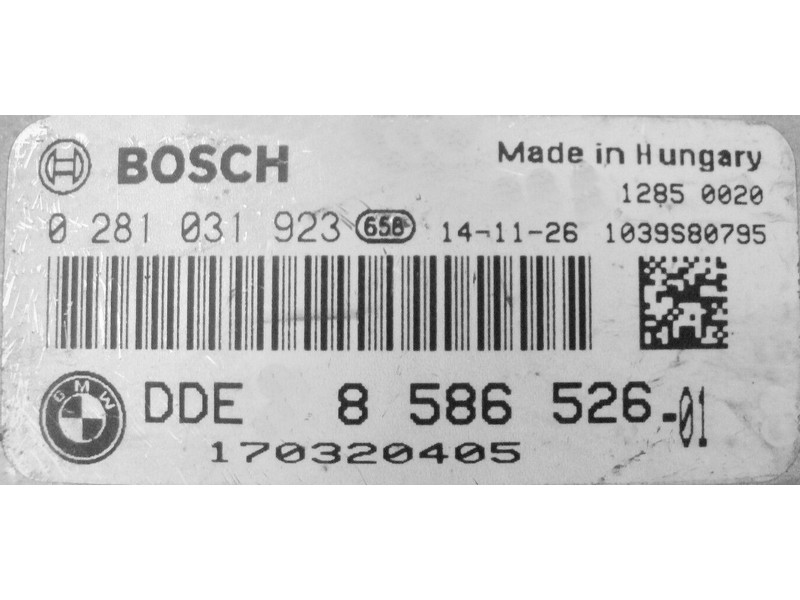 BOSCH
Made in Hungary
1285 0020
0 281 031 923 658 14-11-26 1039S80795
BMW
DDE 8 586 526-01
170320405